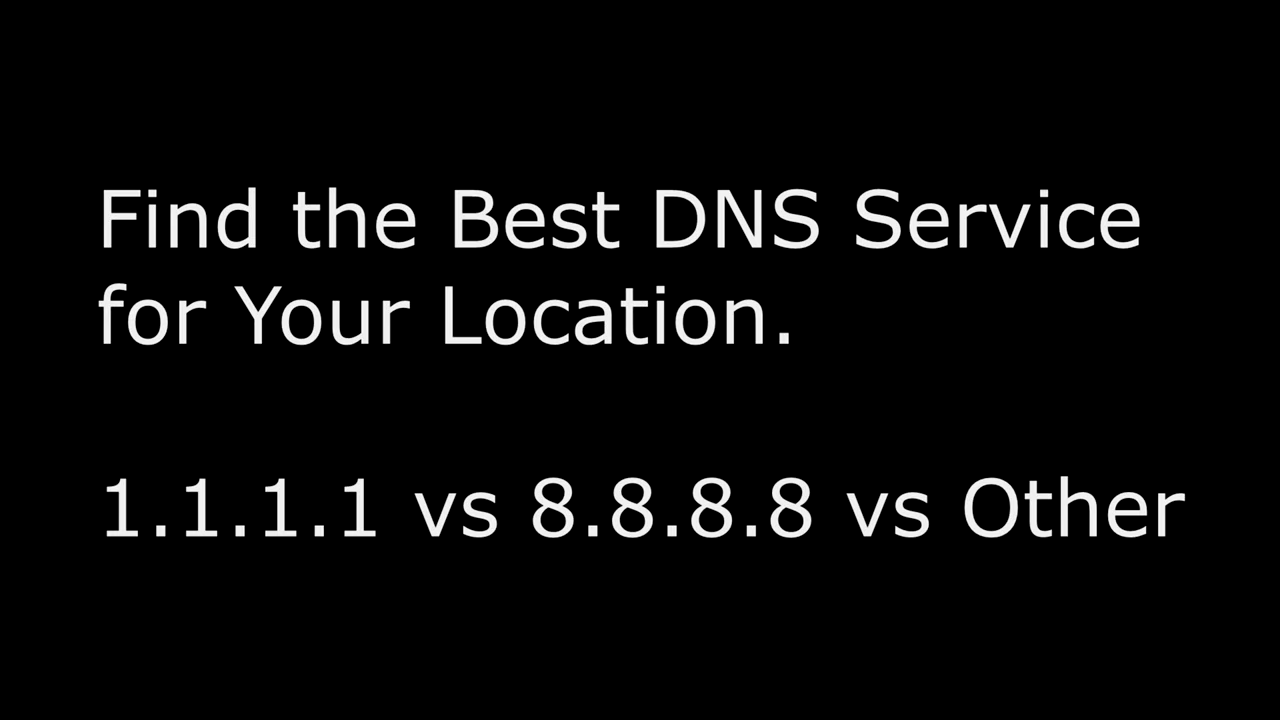 Find the Best DNS Service
for Your Location.
1.1.1.1 vs 8.8.8.8 vs Other